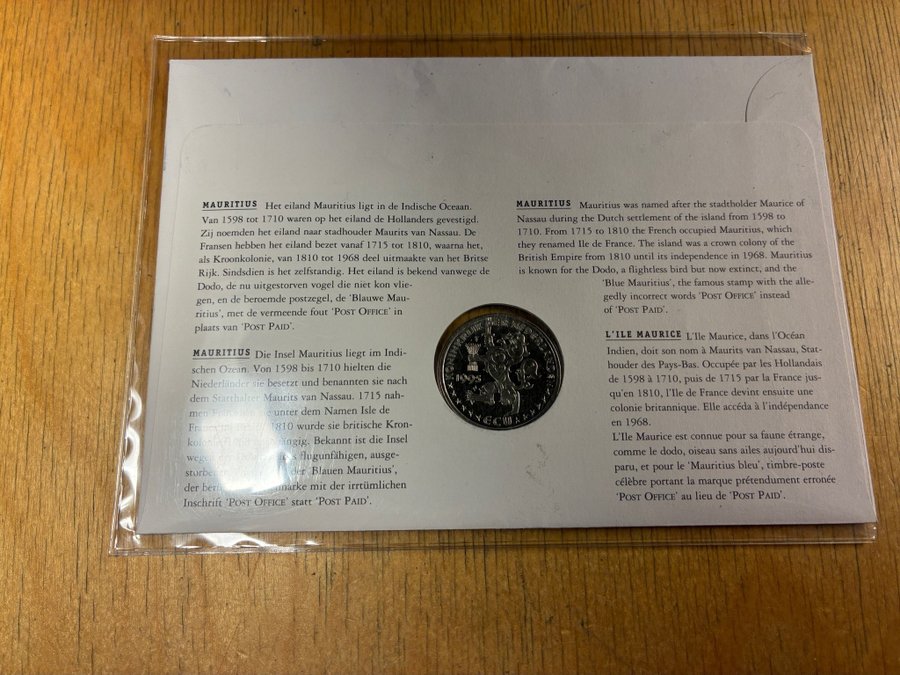 MAURITIUS Het eiland Mauritius ligt in de Indische Oceaan.
Van 1598 tot 1710 waren op het eiland de Hollanders gevestigd.
Zij noemden het eiland naar stadhouder Maurits van Nassau. De
Fransen hebben het eiland bezet vanaf 1715 tot 1810, waarna het,
als Kroonkolonie, van 1810 tot 1968 deel uitmaakte van het Britse
Rijk. Sindsdien is het zelfstandig. Het eiland is bekend vanwege de
de Dodo, de nu uitgestorven vogel die niet kon vlie-
gen, en de beroemde postzegel, de 'Blauwe Mau-
ritius', met de vermeende fout 'POST OFFICE' in
plaats van 'POST PAID'.
MAURITIUS Die Insel Mauritius liegt im Indi-
schen Ozean. Von 1598 bis 1710 hielten die
Niederländer sie besetzt und benannten sie nach
dem Statthalter Maurits van Nassau. 1715 nah-
men sie unter dem Namen Isle de
1810 wurde sie britische Kron-
Bekannt ist die Insel
flugunfähigen, ausge-
der 'Blauen Mauritius',
der mit der irrtümlichen
Inschrift 'POST OFFICE' statt 'POST PAID'.
MAURITIUS Mauritius was named after the stadholder Maurice of
Nassau during the Dutch settlement of the island from 1598 to
1710. From 1715 to 1810 the French occupied Mauritius, which
they renamed Ile de France. The island was a crown colony of the
British Empire from 1810 until its independence in 1968. Mauritius
is known for the Dodo, a flightless bird but now extinct, and the
'Blue Mauritius', the famous stamp with the alle-
gedly incorrect words 'POST OFFICE' instead
of 'POST PAID'.
L'ILE MAURICE L'Ile Maurice, dans l'Océan
Indien, doit son nom à Maurits van Nassau, Stat-
houder des Pays-Bas. Occupée par les Hollandais
de 1598 à 1710, puis de 1715 par la France jus-
qu'en 1810, l'Ile de France devint ensuite une
colonie britannique. Elle accéda à l'indépendance
en 1968.
L'Ile Maurice est connue pour sa faune étrange,
comme le dodo, oiseau sans ailes aujourd'hui dis-
paru, et pour le 'Mauritius bleu', timbre-poste
célèbre portant la marque prétendument erronée
'POST OFFICE' au lieu de 'POST PAID'.
1995
ECU